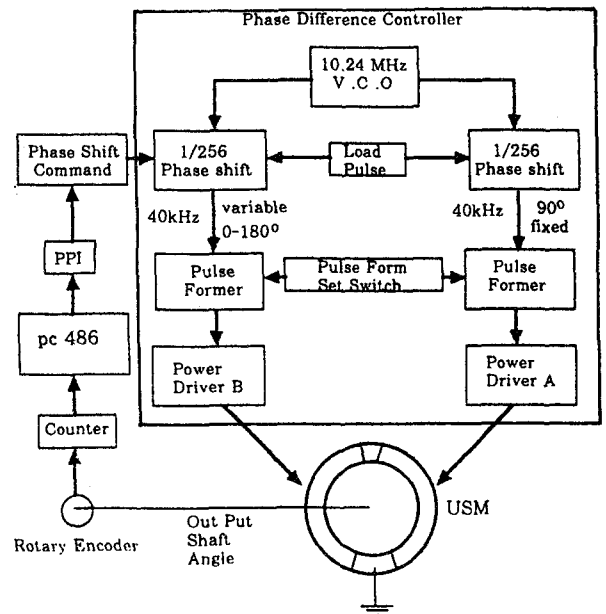 Phase Difference Controller
10.24 MHz
V .C .O
Phase Shift
Command
1/256
Phase shift
Load
Pulse
1/256
Phase shift
40kHz
variable
0-180⁰
40kHz
90⁰
fixed
PPI
Pulse
Former
Pulse Form
Set Switch
Pulse
Former
pc 486
Power
Driver B
Power
Driver A
Counter
USM
Out Put
Shaft
Angle
Rotary Encoder